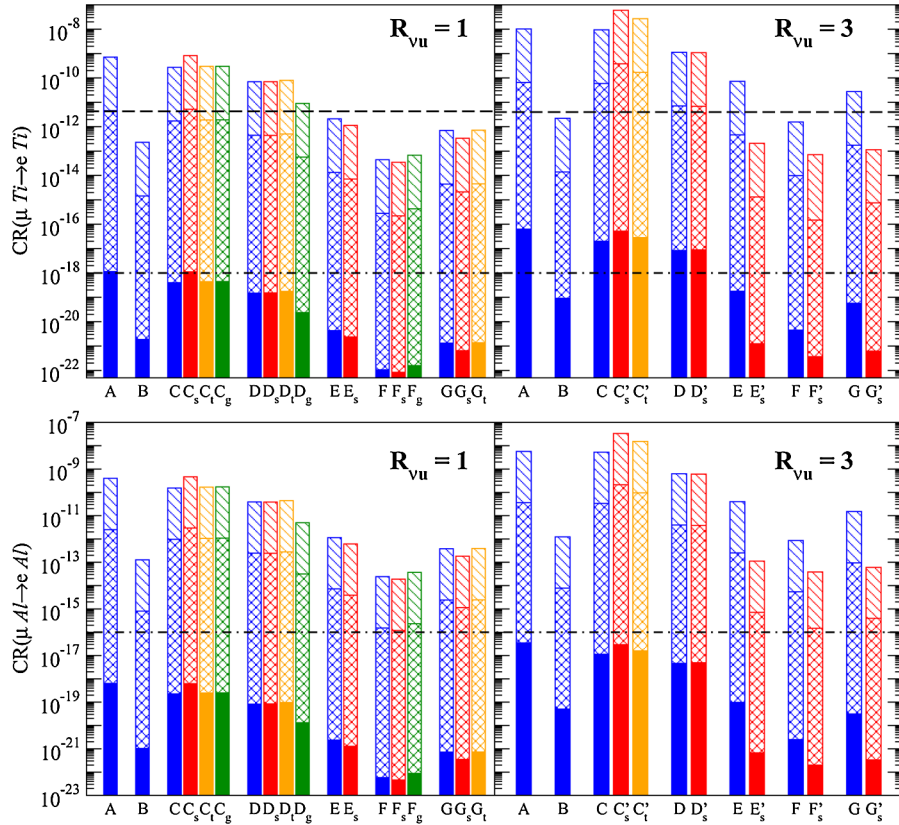 R_νu = 1
R_νu = 3
CR(μ Ti→e Ti)
10^-8
10^-10
10^-12
10^-14
10^-16
10^-18
10^-20
10^-22
A B C C_s C_t C_g D D_s D_t D_g E E_s F F_s F_g G G_s G_t
A B C C'_s C'_t D D'_s E E'_s F F'_s G G'_s
R_νu = 1
R_νu = 3
CR(μ Al→e Al)
10^-7
10^-9
10^-11
10^-13
10^-15
10^-17
10^-19
10^-21
10^-23
A B C C_s C_t C_g D D_s D_t D_g E E_s F F_s F_g G G_s G_t
A B C C'_s C'_t D D'_s E E'_s F F'_s G G'_s